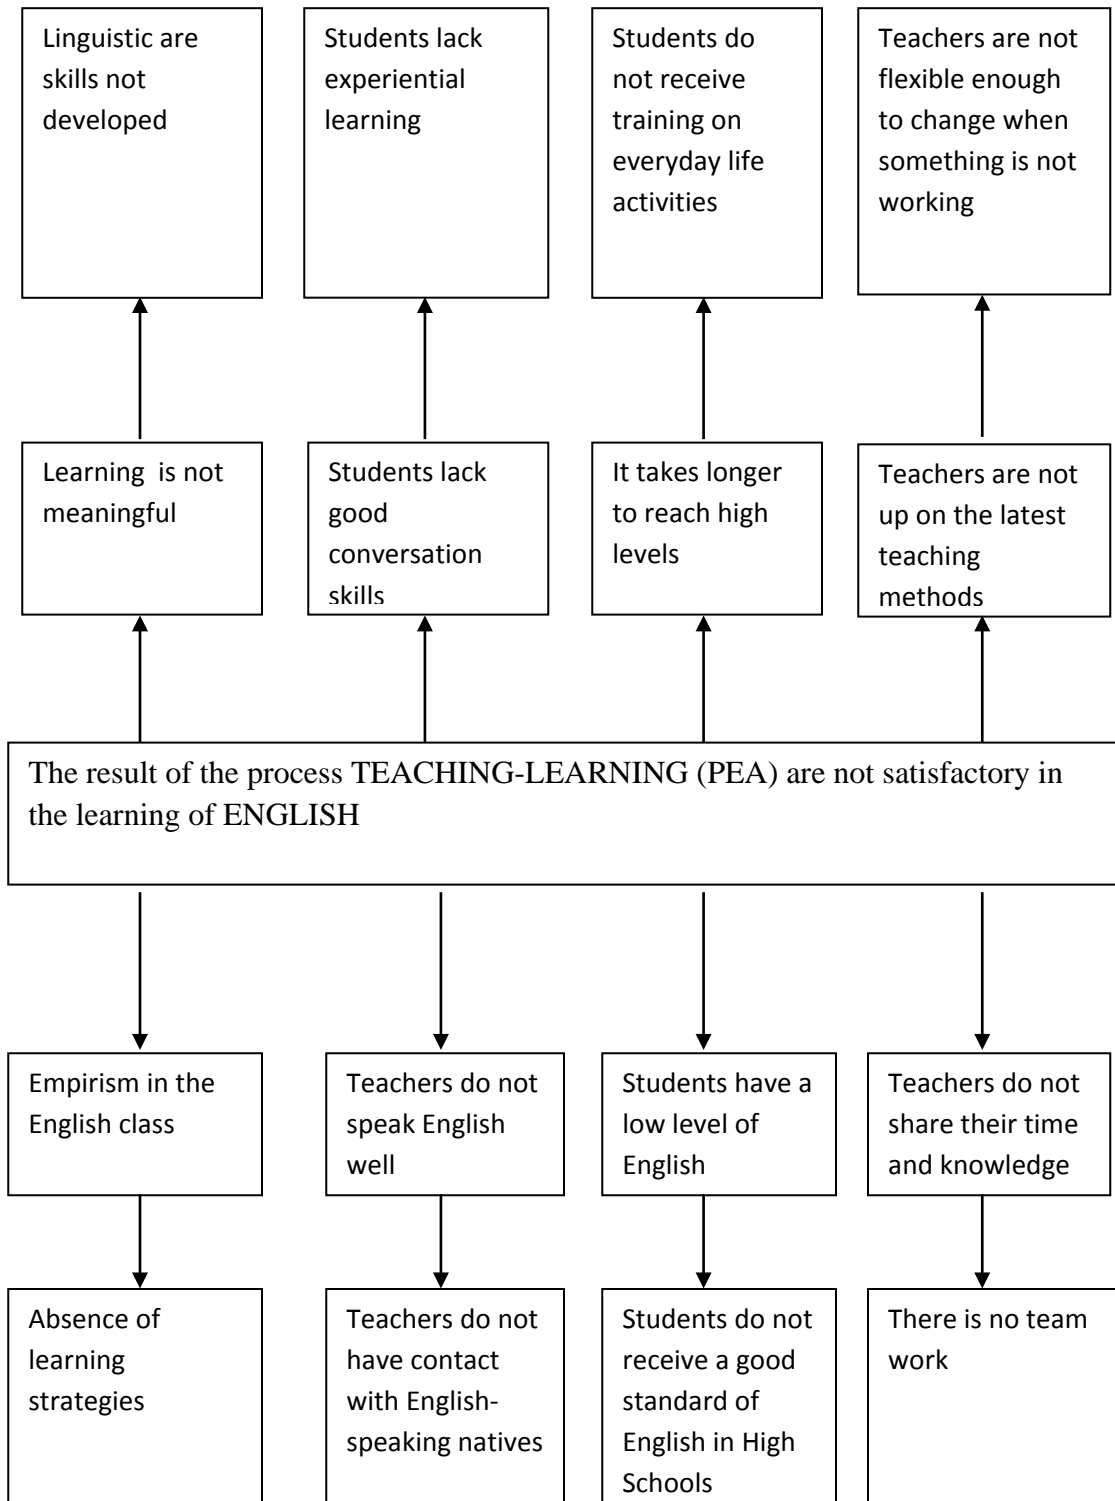 Linguistic are
skills not
developed
Students lack
experiential
learning
Students do
not receive
training on
everyday life
activities
Teachers are not
flexible enough
to change when
something is not
working
Learning is not
meaningful
Students lack
good
conversation
skills
It takes longer
to reach high
levels
Teachers are not
up on the latest
teaching
methods
The result of the process TEACHING-LEARNING (PEA) are not satisfactory in
the learning of ENGLISH
Empirism in the
English class
Teachers do not
speak English
well
Students have a
low level of
English
Teachers do not
share their time
and knowledge
Absence of
learning
strategies
Teachers do not
have contact
with English-
speaking natives
Students do not
receive a good
standard of
English in High
Schools
There is no team
work